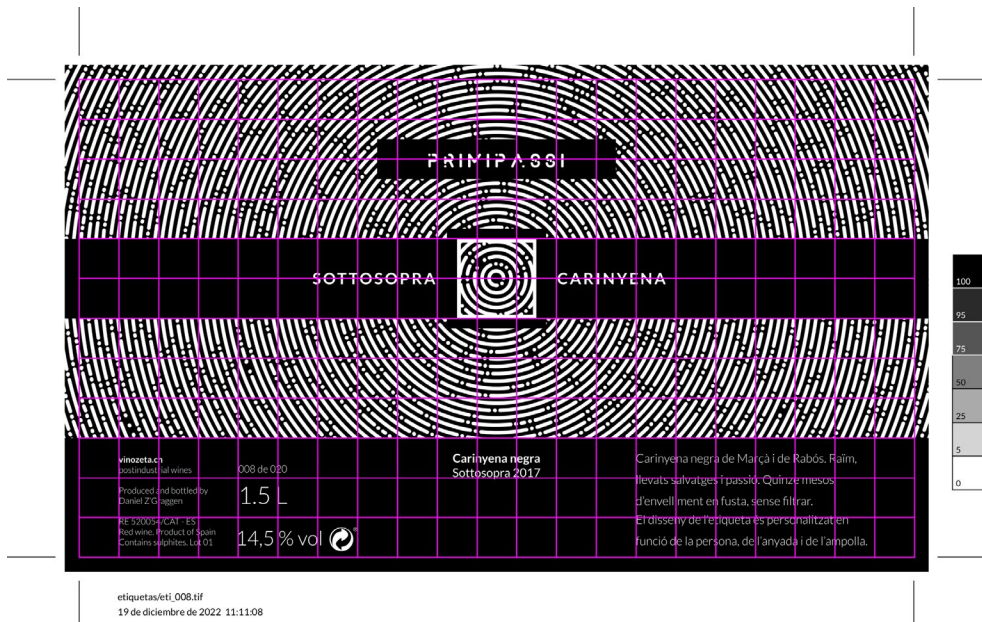 PRIMIPASSI
SOTTOSOPRA
CARINYENA
vinozeta.ch
postindustrial wines
Produced and bottled by
Daniel Z'Graggen
RE 520054/CAT - ES
Red wine. Product of Spain
Contains sulphites. Lot 01
008 de 020
1.5 L
14,5 % vol
Carinyena negra
Sottosopra 2017
Carinyena negra de Marçà i de Rabós. Raïm,
llevats salvatges i passió. Quinze mesos
d'envelliment en fusta, sense filtrar.
El disseny de l'etiqueta és personalitzat en
funció de la persona, de l'anyada i de l'ampolla.
100
95
75
50
25
5
0
etiquetas/eti_008.tif
19 de diciembre de 2022 11:11:08